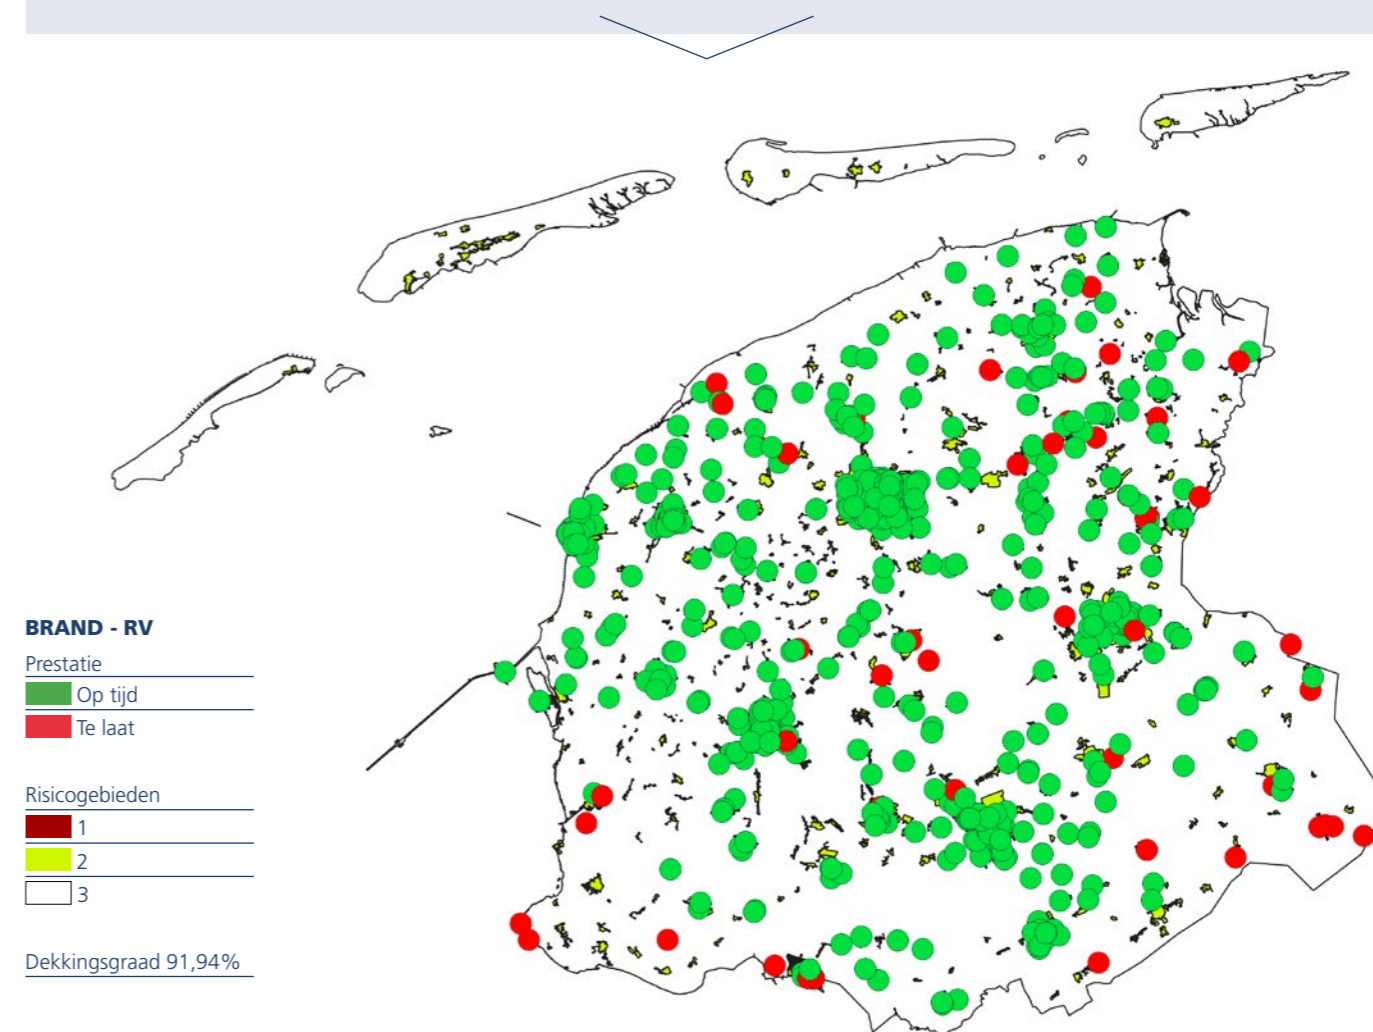 BRAND - RV
Prestatie
Op tijd
Te laat
Risicogebieden
1
2
3
Dekkingsgraad 91,94%